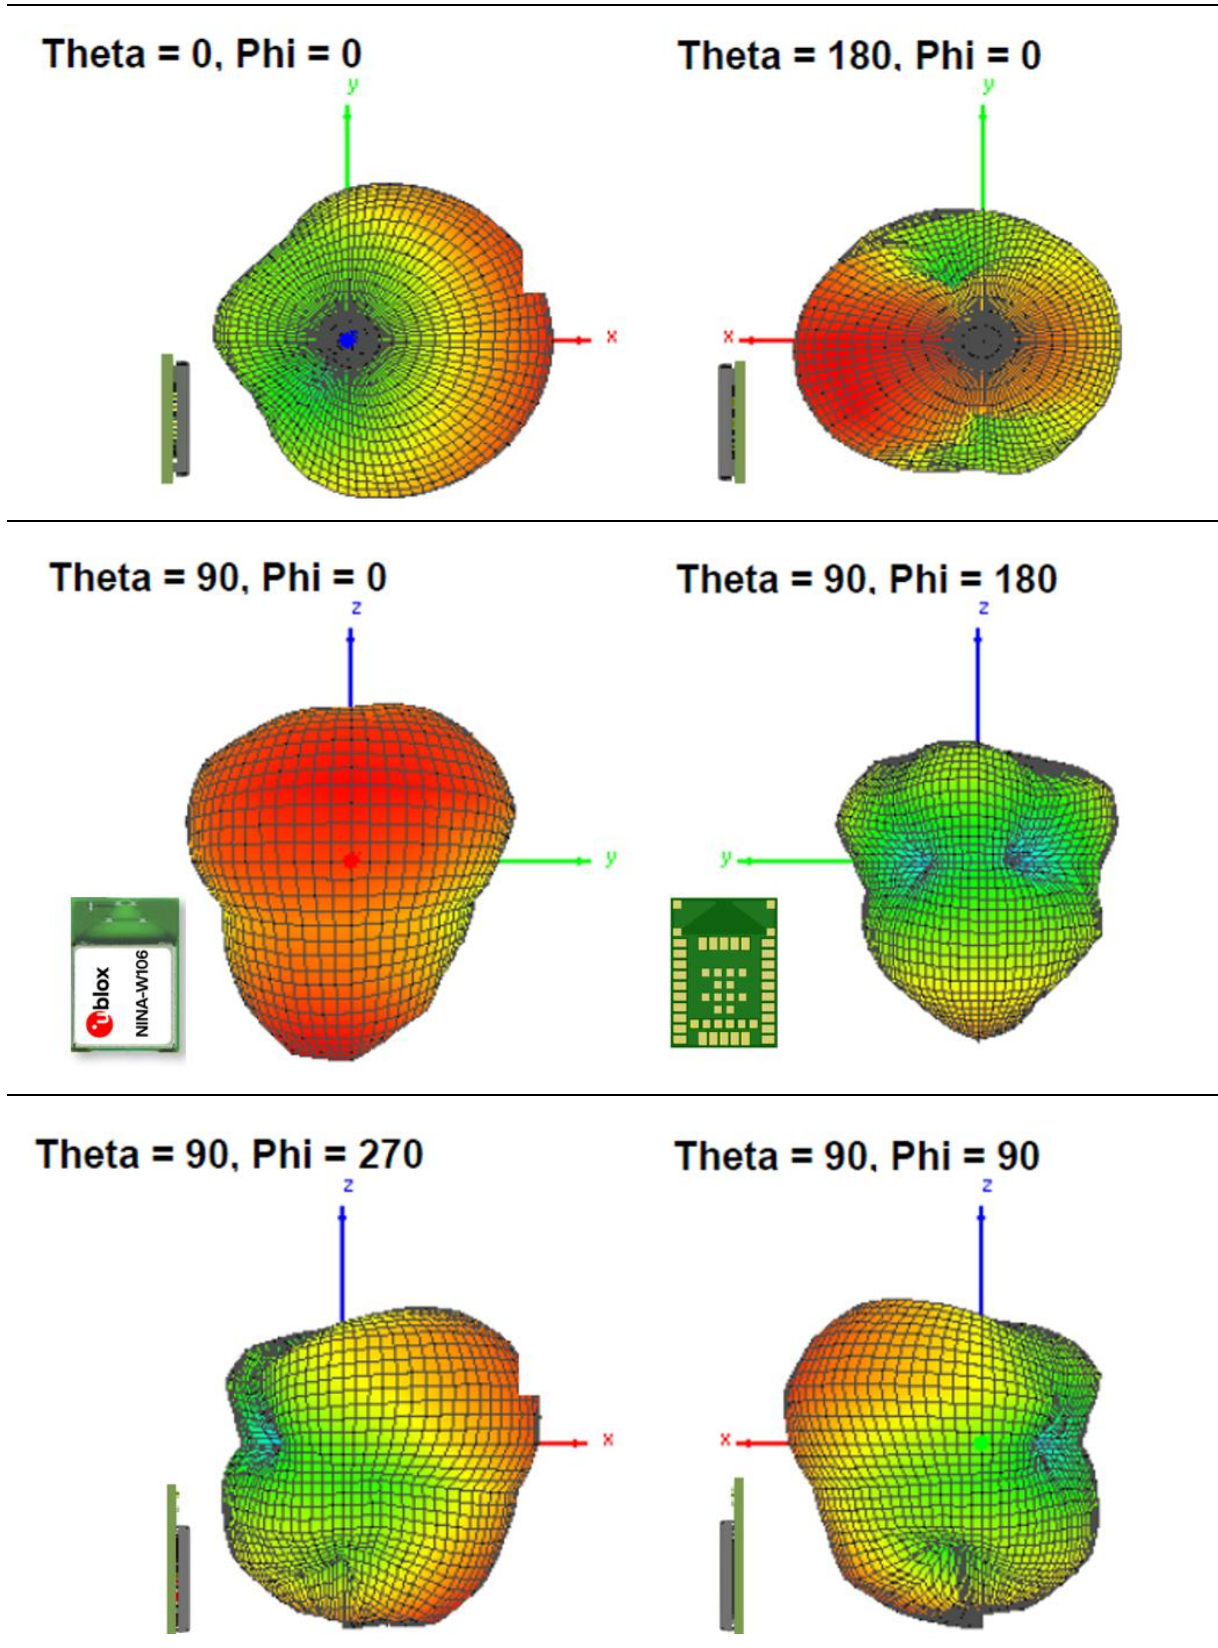 Theta = 0, Phi = 0
y
x
Theta = 180, Phi = 0
y
x
Theta = 90, Phi = 0
z
y
ublox
NINA-W106
Theta = 90, Phi = 180
z
y
Theta = 90, Phi = 270
z
x
Theta = 90, Phi = 90
z
x